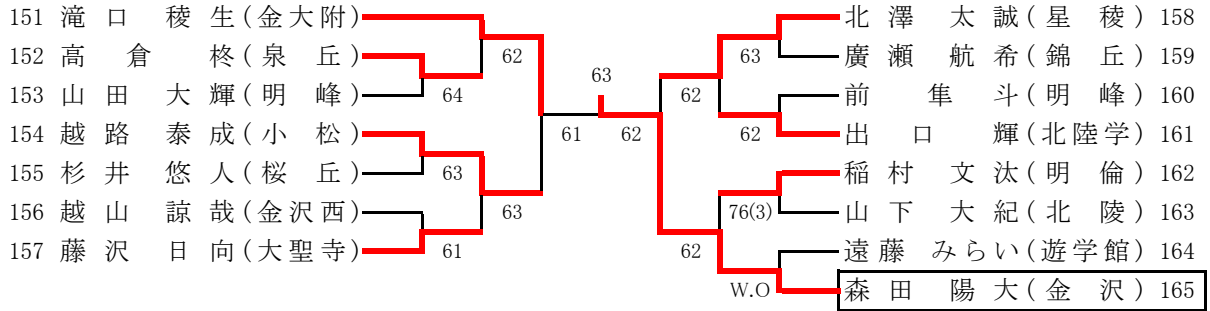 151 滝口 稜生(金大附)
152 高倉 柊(泉丘)
153 山田 大輝(明峰)
154 越路 泰成(小松)
155 杉井 悠人(桜丘)
156 越山 諒哉(金沢西)
157 藤沢 日向(大聖寺)
62
64
63
63
61
61
63
62
63
62
62
76(3)
62
W.O
北澤 太誠(星稜) 158
廣瀬 航希(錦丘) 159
前 隼斗(明峰) 160
出口 輝(北陸学) 161
稲村 文汰(明倫) 162
山下 大紀(北陵) 163
遠藤 みらい(遊学館) 164
森田 陽大(金沢) 165